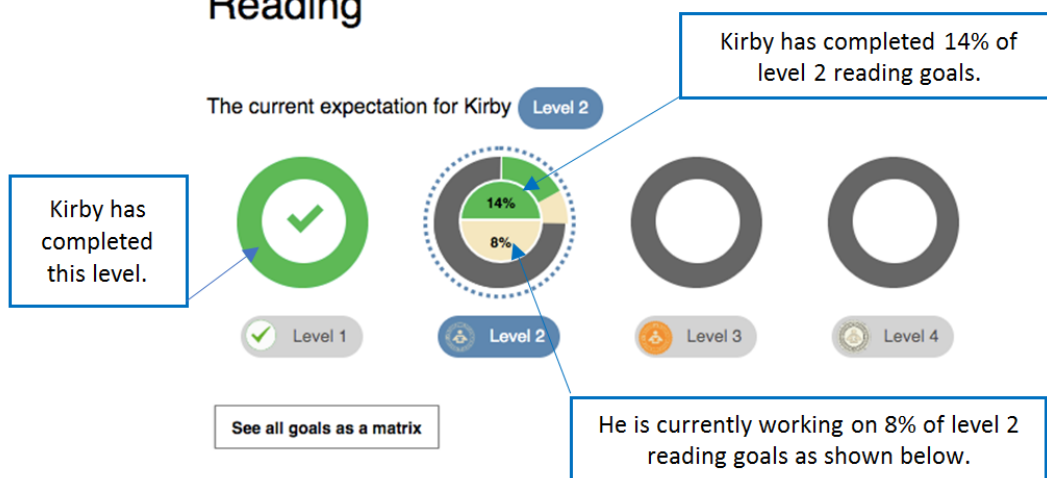 Reading
Kirby has completed 14% of
level 2 reading goals.
The current expectation for Kirby Level 2
Kirby has
completed
this level.
14%
8%
Level 1
Level 2
Level 3
Level 4
See all goals as a matrix
He is currently working on 8% of level 2
reading goals as shown below.